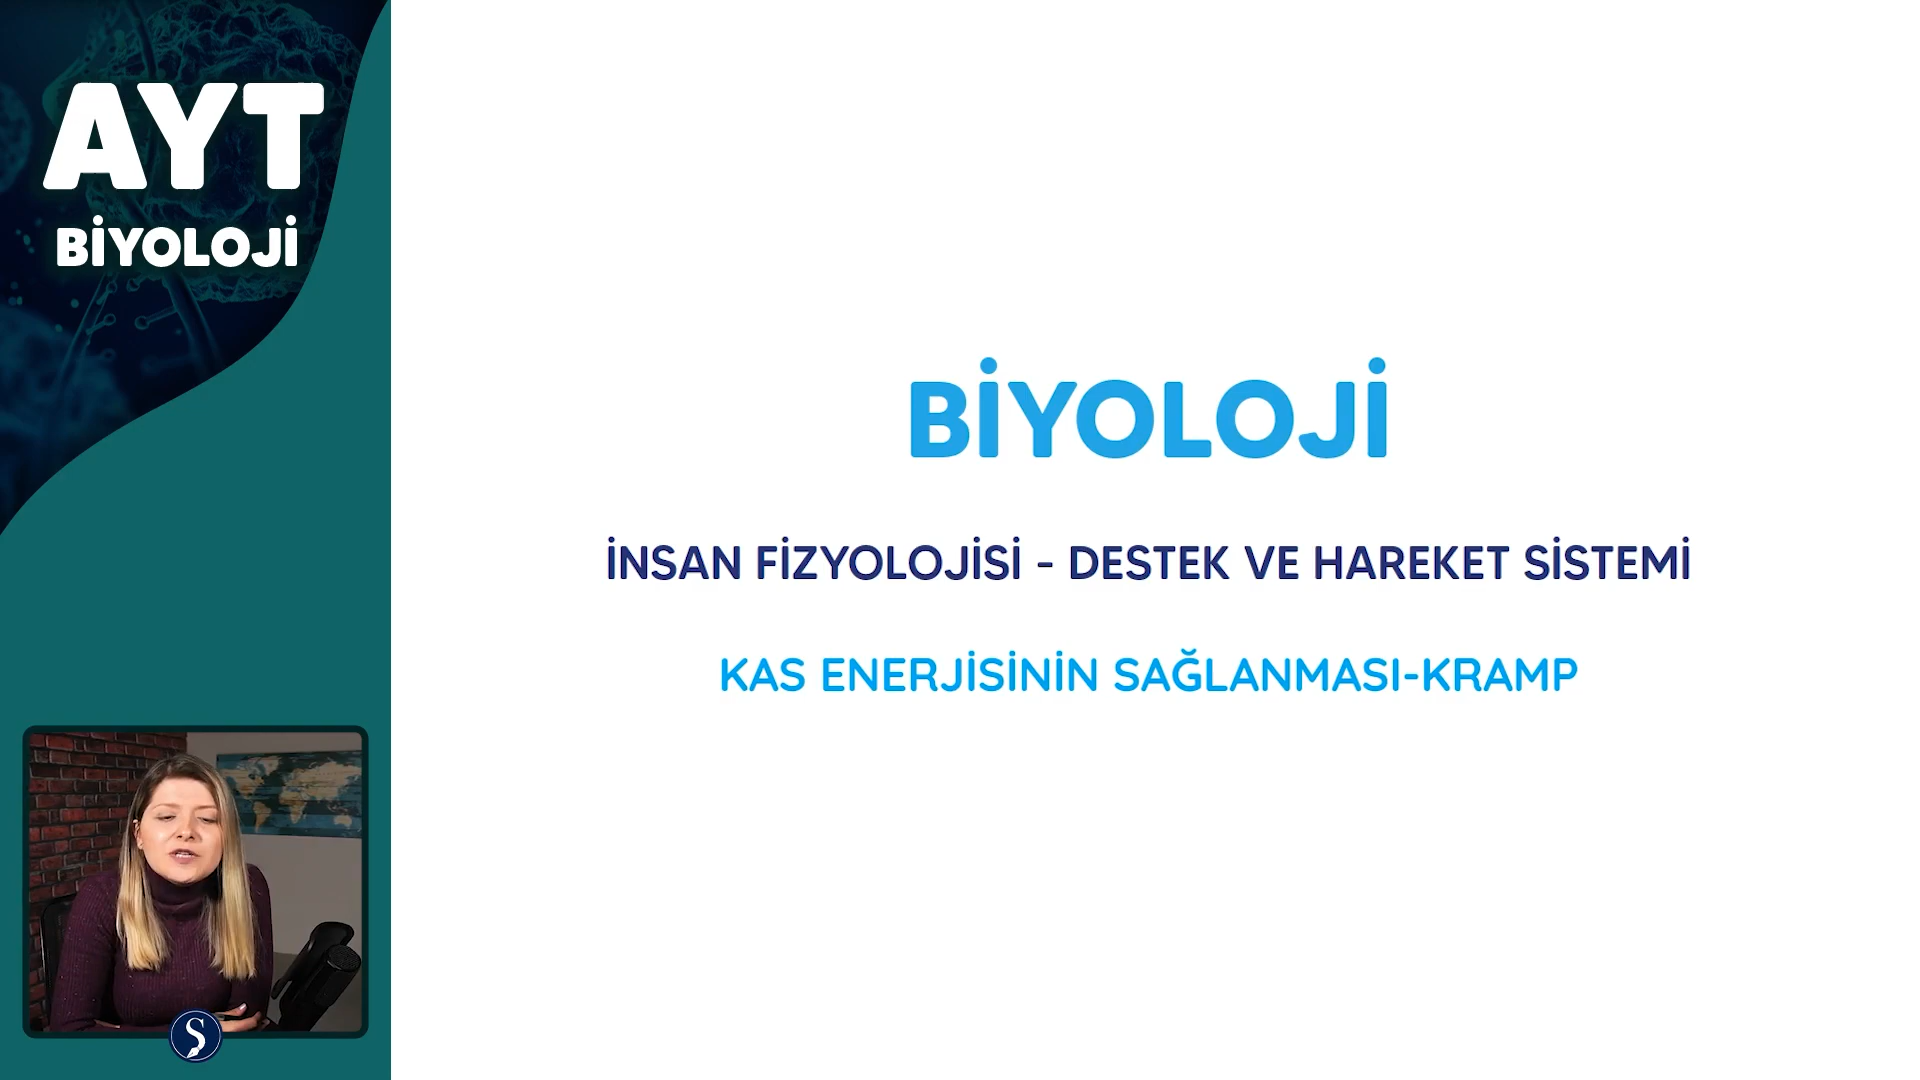 AYT
BİYOLOJİ
BİYOLOJİ
İNSAN FİZYOLOJİSİ - DESTEK VE HAREKET SİSTEMİ
KAS ENERJİSİNİN SAĞLANMASI-KRAMP
S